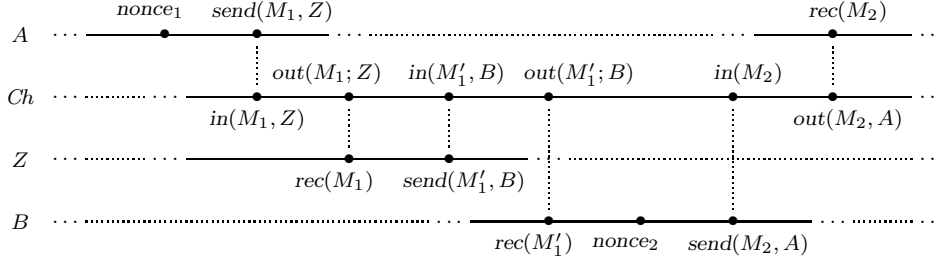 nonce₁ send(M₁, Z) rec(M₂)
A ··· ··· ··· ···
out(M₁; Z) in(M′₁, B) out(M′₁; B) in(M₂)
Ch ··· ··· ···
in(M₁, Z) out(M₂, A)
Z ··· ··· ··· ···
rec(M₁) send(M′₁, B)
B ··· ··· ··· ···
rec(M′₁) nonce₂ send(M₂, A)